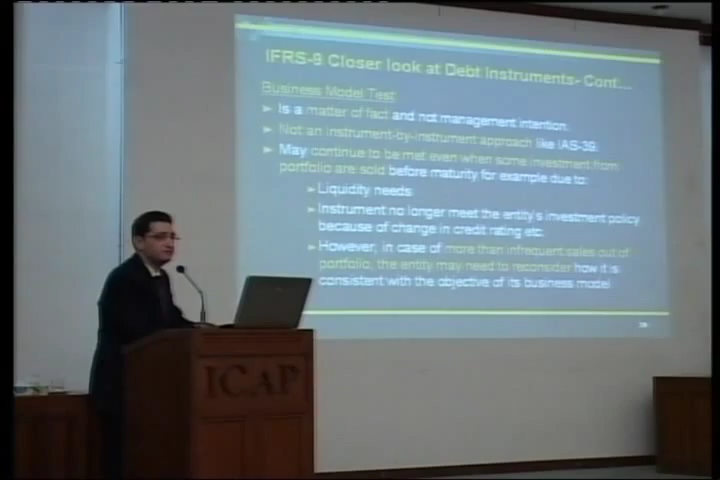 IFRS-9 Closer look at Debt Instruments- Cont....
Business Model Test
Is a matter of fact and not management intention.
Not an instrument-by-instrument approach like IAS-39.
May continue to be met even when some investment from
portfolio are sold before maturity for example due to:
Liquidity needs
Instrument no longer meet the entity's investment policy
because of change in credit rating etc.
However, in case of more than infrequent sales out of
portfolio, the entity may need to reconsider how it is
consistent with the objective of its business model
ICAP